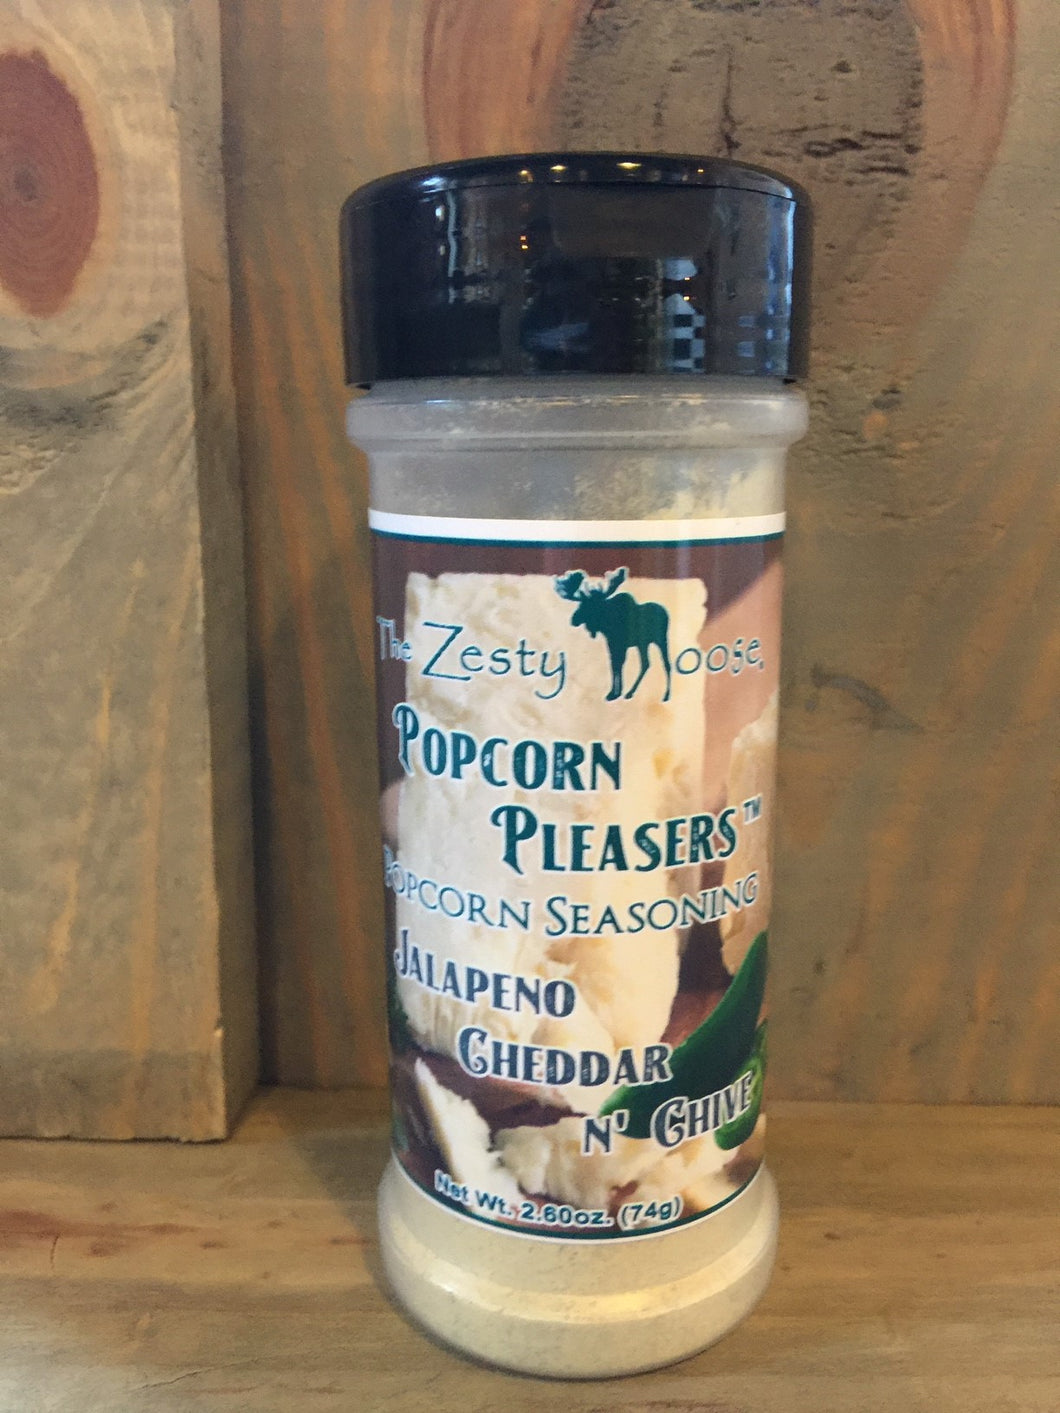 The Zesty Moose
Popcorn
Pleasers™
Popcorn Seasoning
Jalapeno
Cheddar
n' Chive
Net Wt. 2.60oz. (74g)